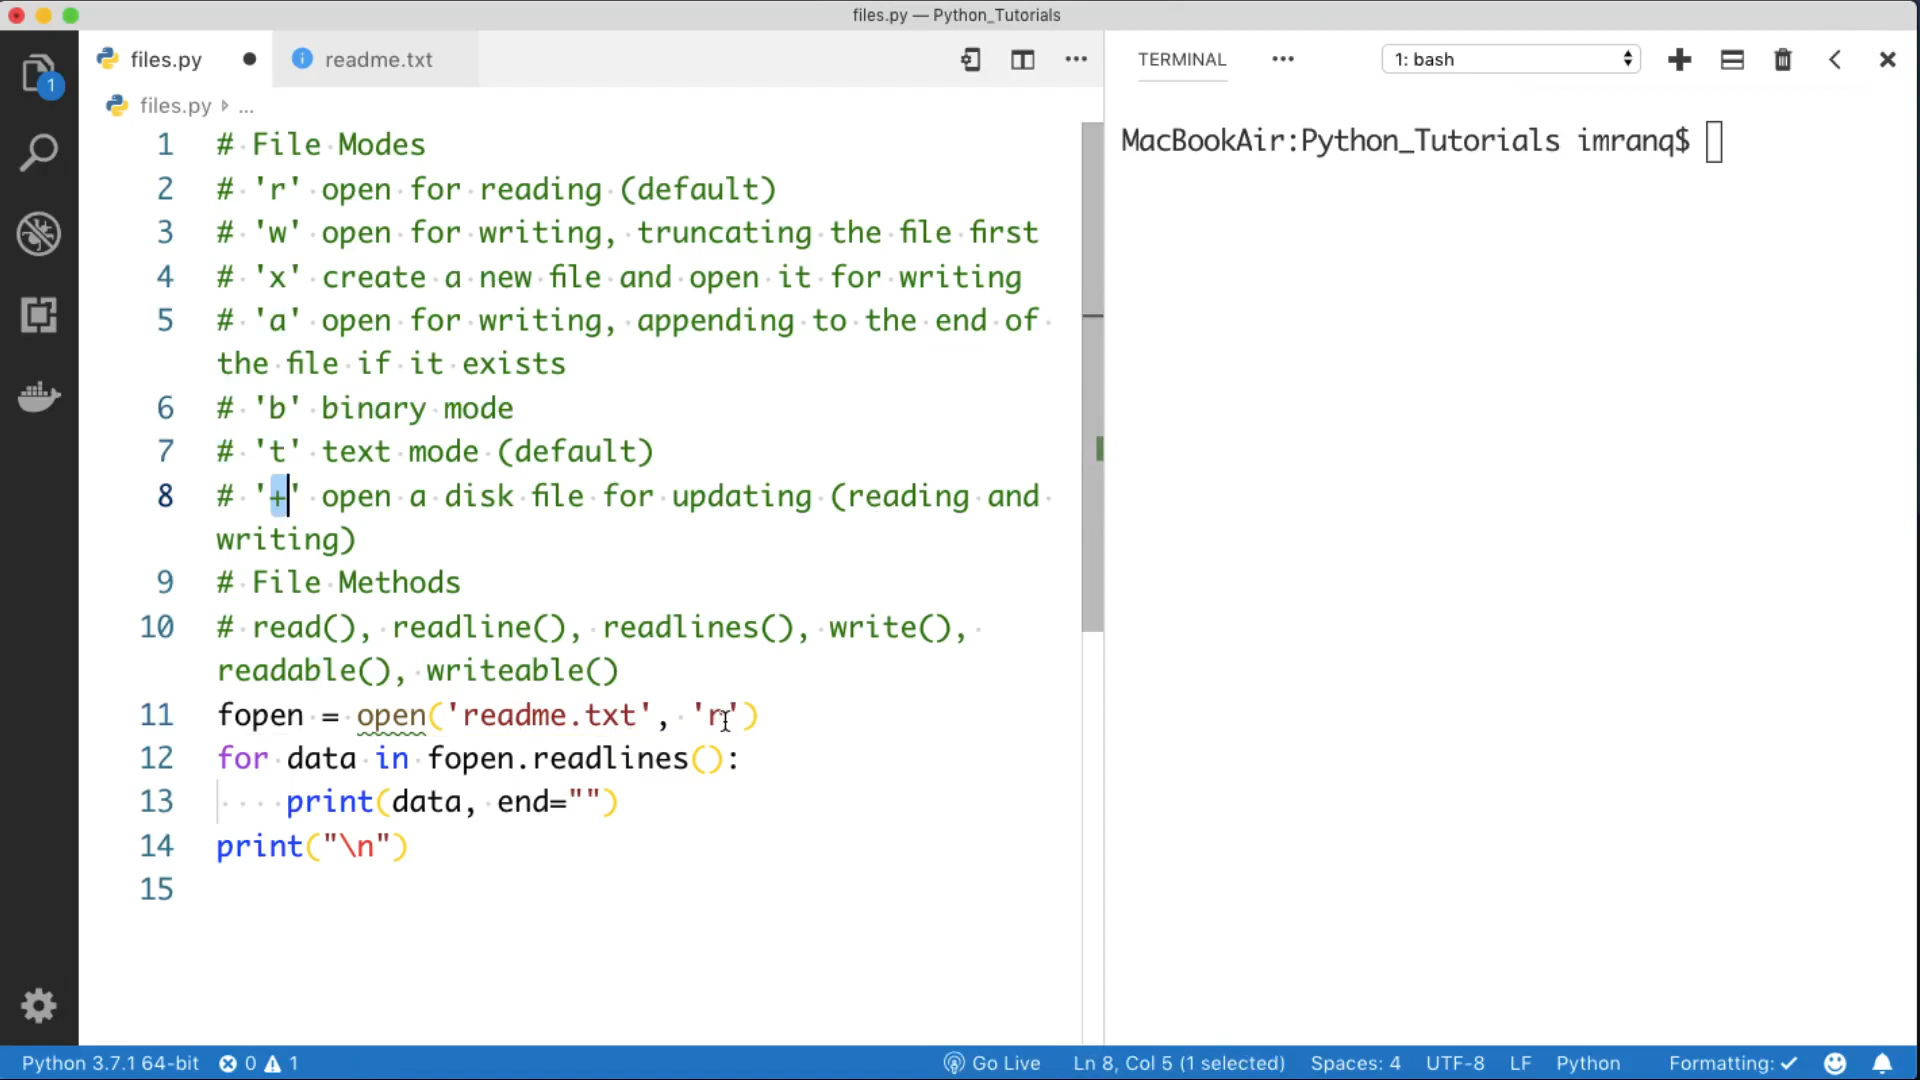 files.py — Python_Tutorials
files.py
readme.txt
TERMINAL
1: bash
1
files.py
...
MacBookAir:Python_Tutorials imranq$
1 # File Modes
2 # 'r' open for reading (default)
3 # 'w' open for writing, truncating the file first
4 # 'x' create a new file and open it for writing
5 # 'a' open for writing, appending to the end of
the file if it exists
6 # 'b' binary mode
7 # 't' text mode (default)
8 # '+' open a disk file for updating (reading and
writing)
9 # File Methods
10 # read(), readline(), readlines(), write(),
readable(), writeable()
11 fopen = open('readme.txt', 'r')
12 for data in fopen.readlines():
13     print(data, end="")
14 print("\n")
15
Python 3.7.1 64-bit 0 1 Go Live Ln 8, Col 5 (1 selected) Spaces: 4 UTF-8 LF Python Formatting: ✓